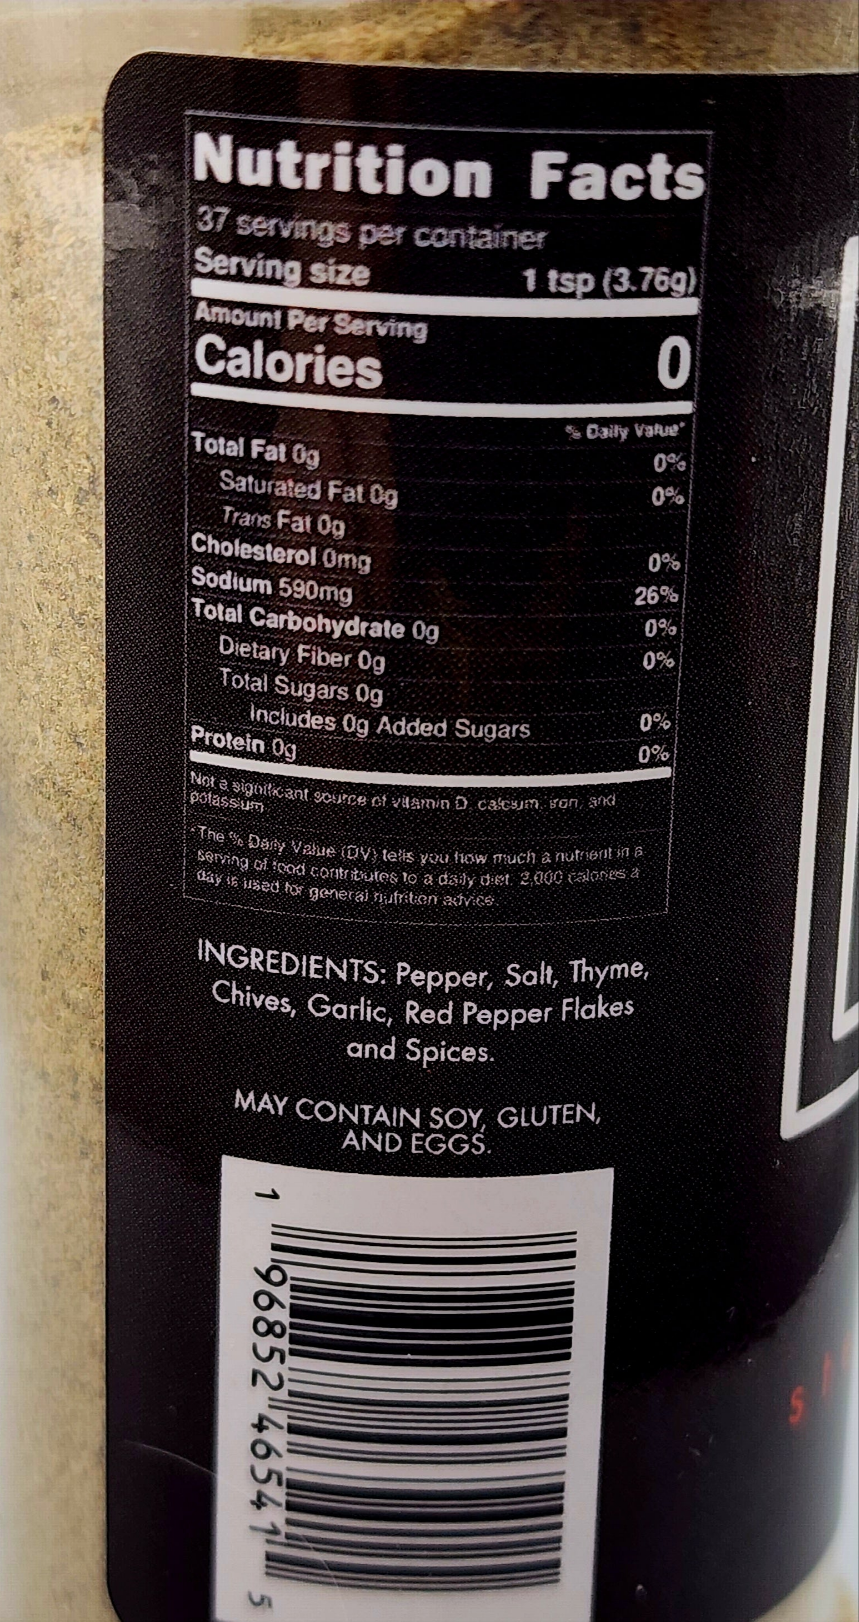 Nutrition Facts
37 servings per container
Serving size 1 tsp (3.76g)
Amount Per Serving
Calories 0
% Daily Value*
Total Fat 0g 0%
Saturated Fat 0g 0%
Trans Fat 0g
Cholesterol 0mg 0%
Sodium 590mg 26%
Total Carbohydrate 0g 0%
Dietary Fiber 0g 0%
Total Sugars 0g
Includes 0g Added Sugars 0%
Protein 0g 0%
Not a significant source of vitamin D, calcium, iron, and
potassium
*The % Daily Value (DV) tells you how much a nutrient in a
serving of food contributes to a daily diet. 2,000 calories a
day is used for general nutrition advice.
INGREDIENTS: Pepper, Salt, Thyme,
Chives, Garlic, Red Pepper Flakes
and Spices.
MAY CONTAIN SOY, GLUTEN,
AND EGGS.
1 96852 46541 5